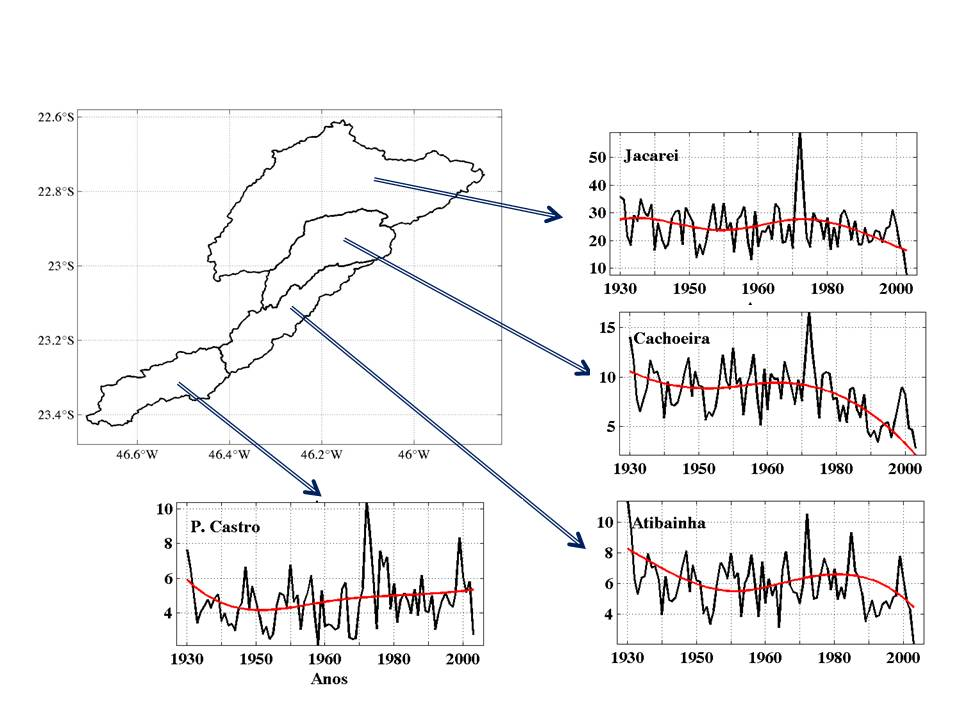 22.6°S
22.8°S
23°S
23.2°S
23.4°S
46.6°W 46.4°W 46.2°W 46°W
Jacarei
50
40
30
20
10
1930 1950 1960 1980 2000
Cachoeira
15
10
5
1930 1950 1960 1980 2000
P. Castro
10
8
6
4
1930 1950 1960 1980 2000
Anos
Atibainha
10
8
6
4
1930 1950 1960 1980 2000